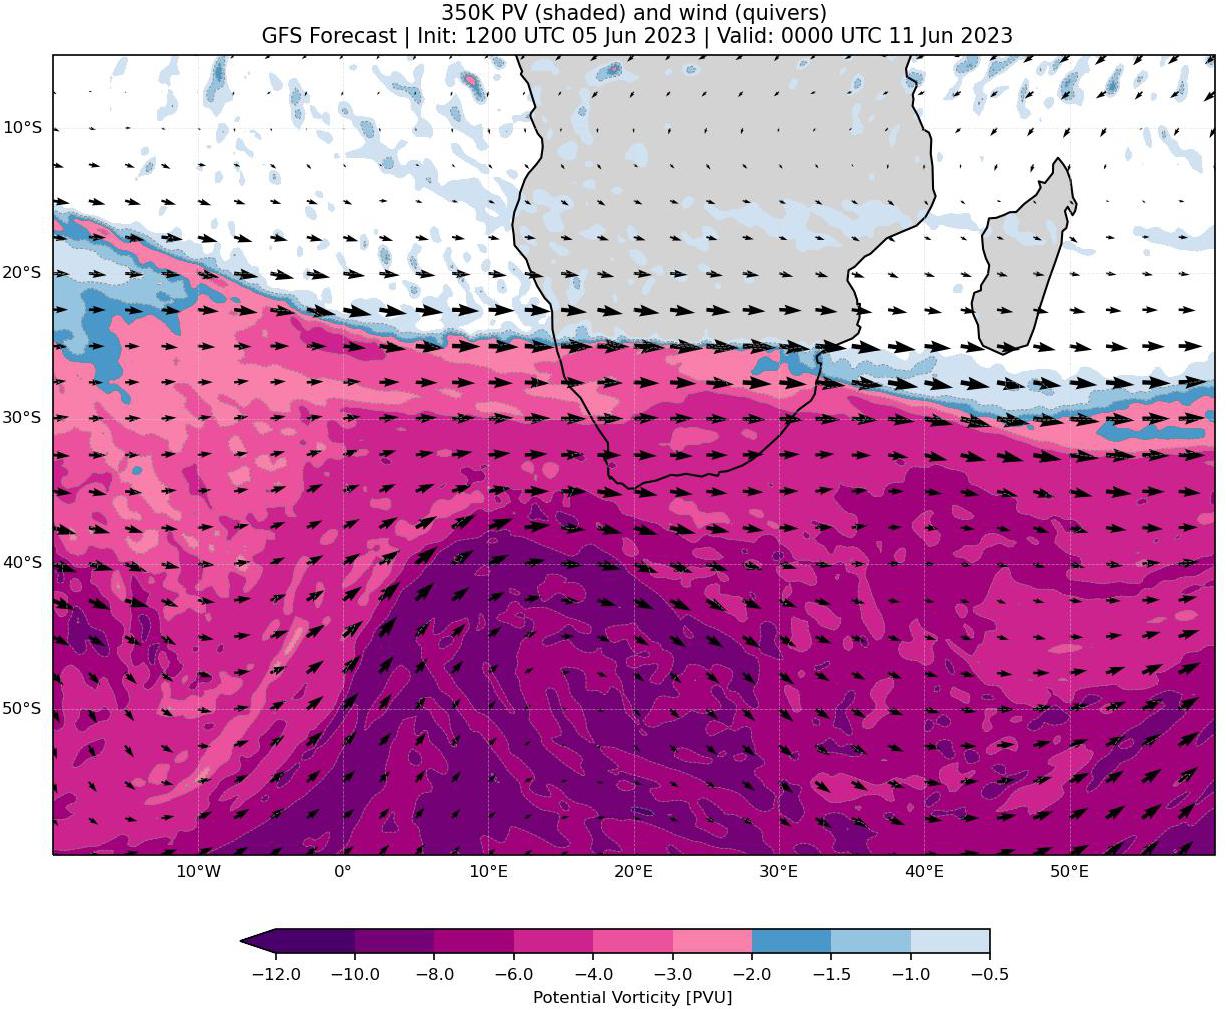 350K PV (shaded) and wind (quivers)
GFS Forecast | Init: 1200 UTC 05 Jun 2023 | Valid: 0000 UTC 11 Jun 2023
10°S
20°S
30°S
40°S
50°S
10°W 0° 10°E 20°E 30°E 40°E 50°E
−12.0 −10.0 −8.0 −6.0 −4.0 −3.0 −2.0 −1.5 −1.0 −0.5
Potential Vorticity [PVU]